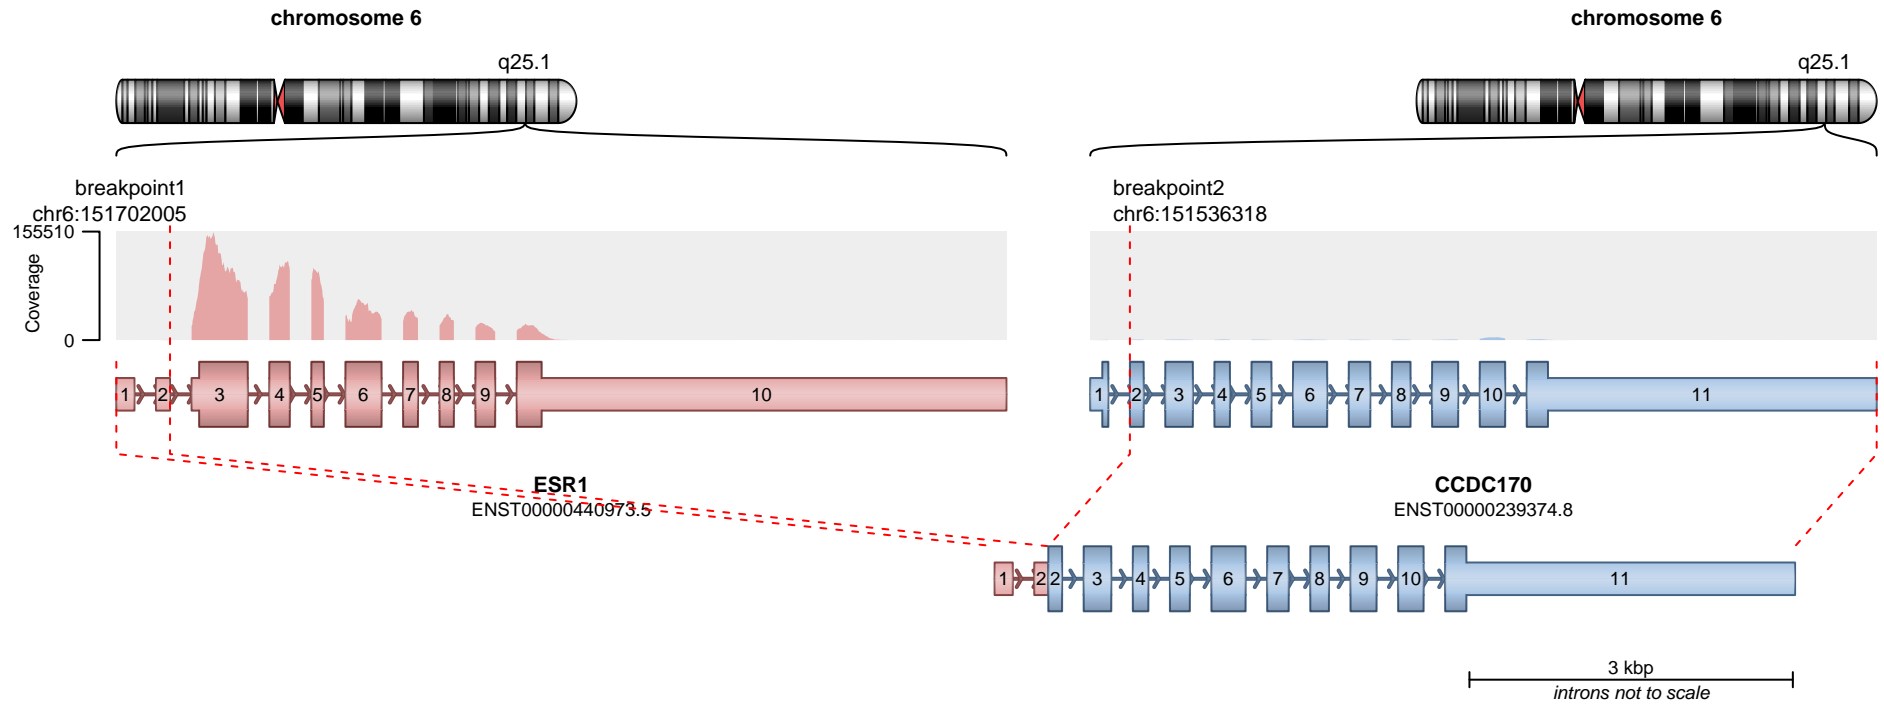 chromosome 6
chromosome 6
q25.1
q25.1
breakpoint1
chr6:151702005
breakpoint2
chr6:151536318
155510
Coverage
0
1 2 3 4 5 6 7 8 9 10
1 2 3 4 5 6 7 8 9 10 11
ESR1
ENST00000440973.5
CCDC170
ENST00000239374.8
1 2 2 3 4 5 6 7 8 9 10 11
3 kbp
introns not to scale